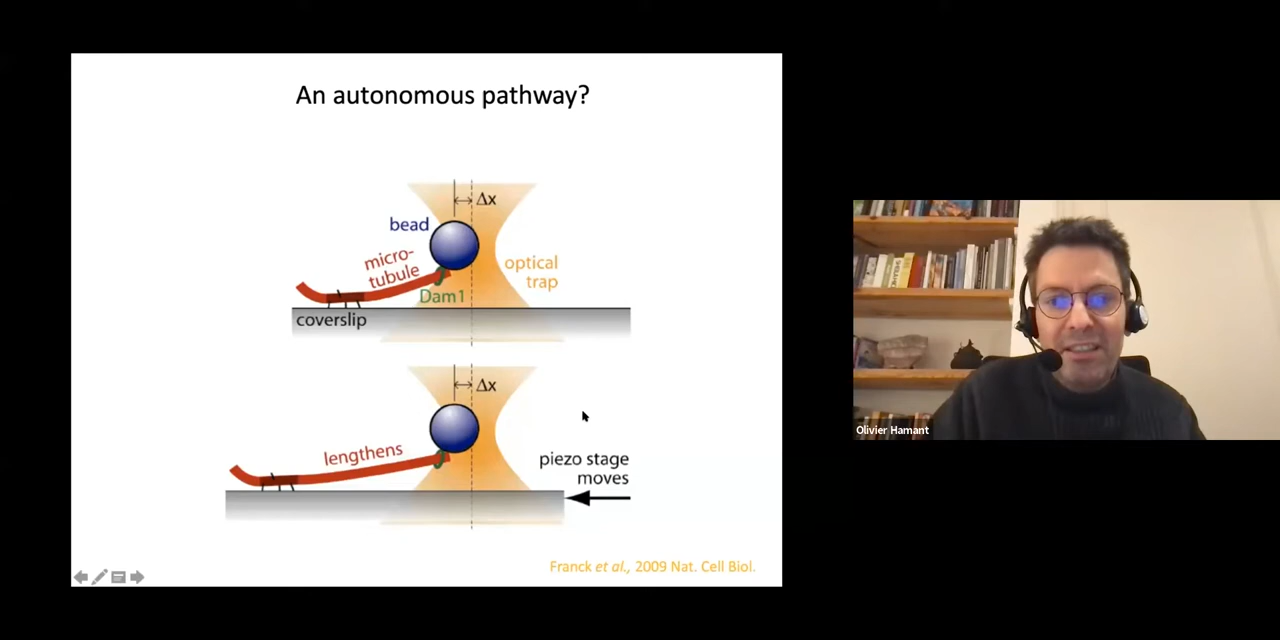 An autonomous pathway?
Δx
bead
micro-
tubule
optical
trap
Dam1
coverslip
Δx
lengthens
piezo stage
moves
Franck et al., 2009 Nat. Cell Biol.
Olivier Hamant